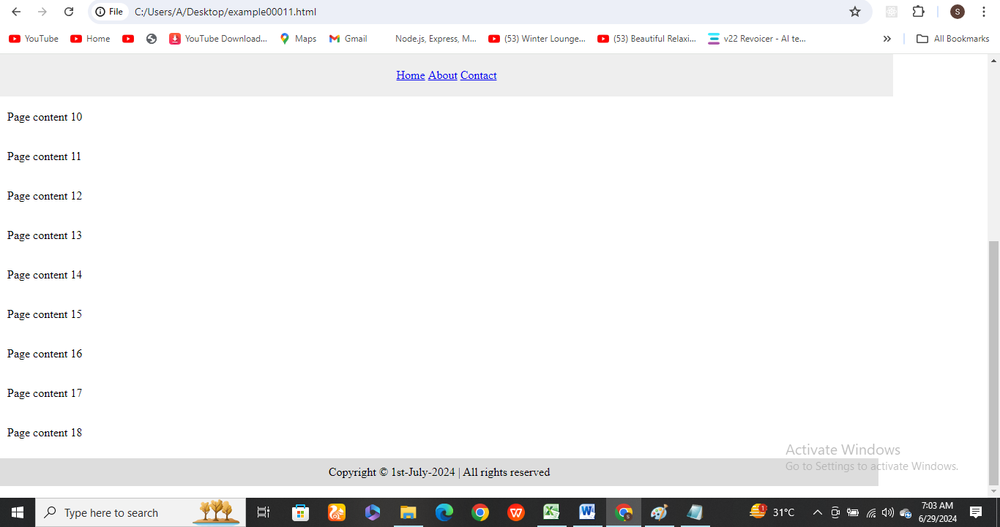 File C:/Users/A/Desktop/example00011.html
S
YouTube Home YouTube Download... Maps Gmail Node.js, Express, M... (53) Winter Lounge... (53) Beautiful Relaxi... v22 Revoicer - AI te... » All Bookmarks
Home About Contact
Page content 10
Page content 11
Page content 12
Page content 13
Page content 14
Page content 15
Page content 16
Page content 17
Page content 18
Activate Windows
Go to Settings to activate Windows.
Copyright © 1st-July-2024 | All rights reserved
Type here to search
1
31°C
7:03 AM
6/29/2024